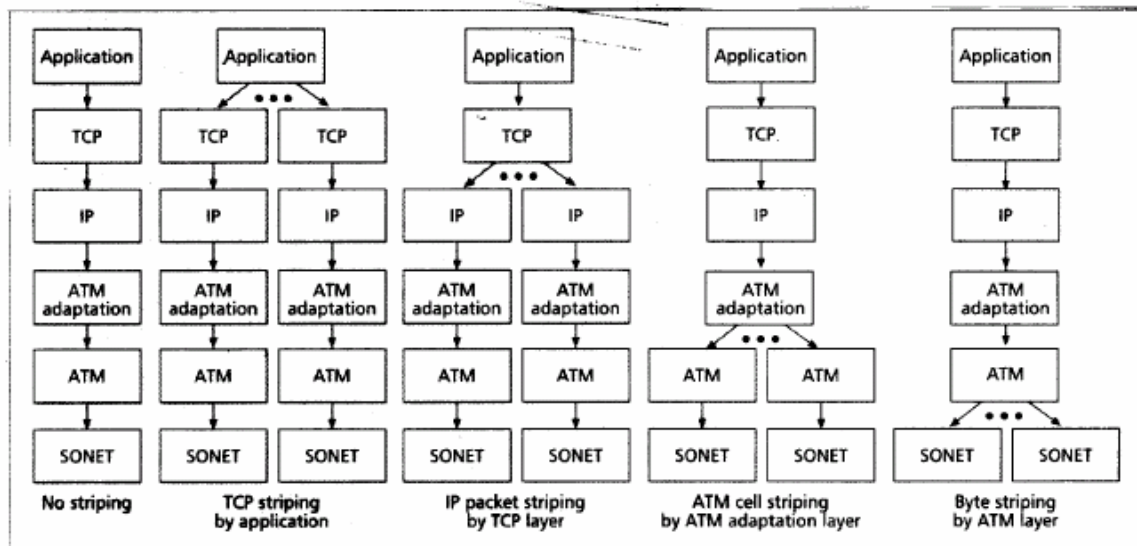 Application Application Application Application Application
TCP TCP TCP TCP TCP. TCP
IP IP IP IP IP IP IP
ATM adaptation ATM adaptation ATM adaptation ATM adaptation ATM adaptation ATM adaptation ATM adaptation
ATM ATM ATM ATM ATM ATM ATM ATM
SONET SONET SONET SONET SONET SONET SONET SONET SONET
No striping
TCP striping
by application
IP packet striping
by TCP layer
ATM cell striping
by ATM adaptation layer
Byte striping
by ATM layer